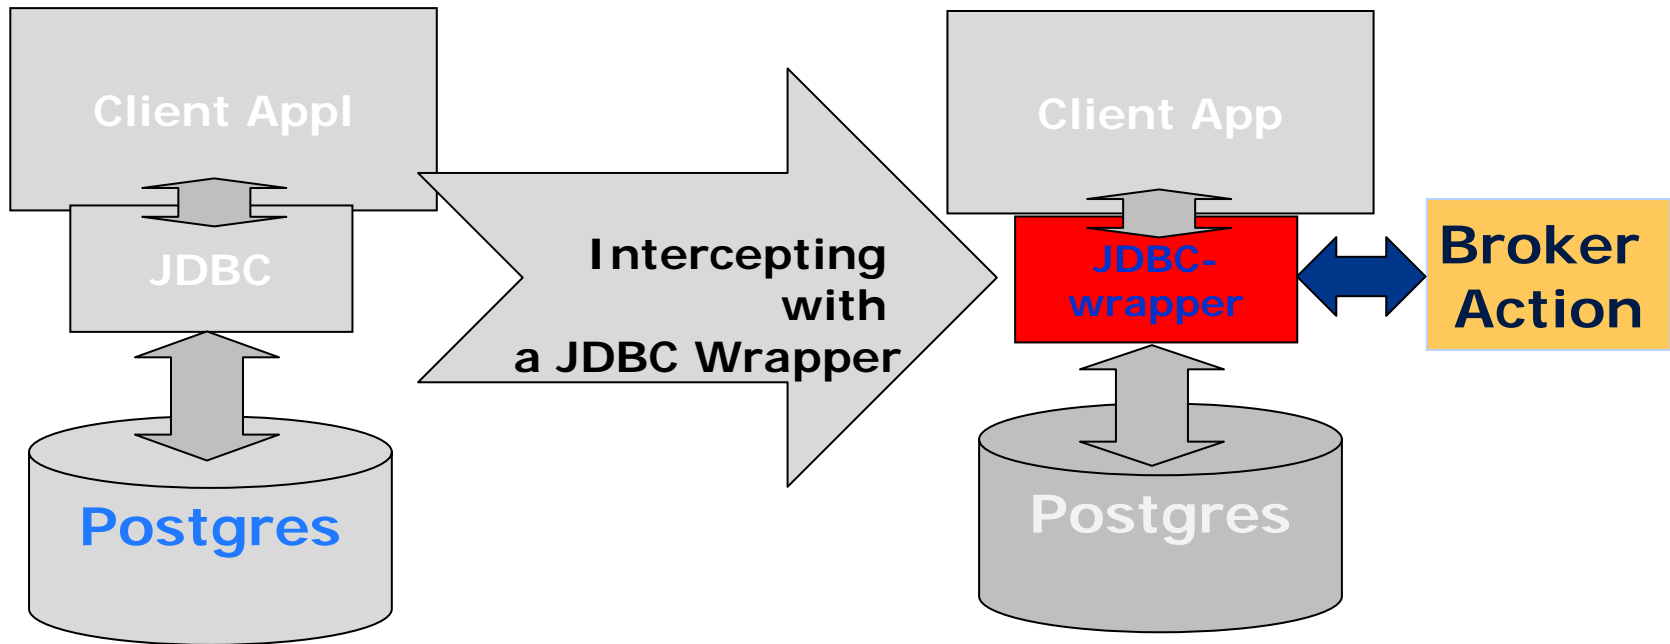 Client Appl
JDBC
Postgres
Intercepting
with
a JDBC Wrapper
Client App
JDBC-
wrapper
Postgres
Broker
Action